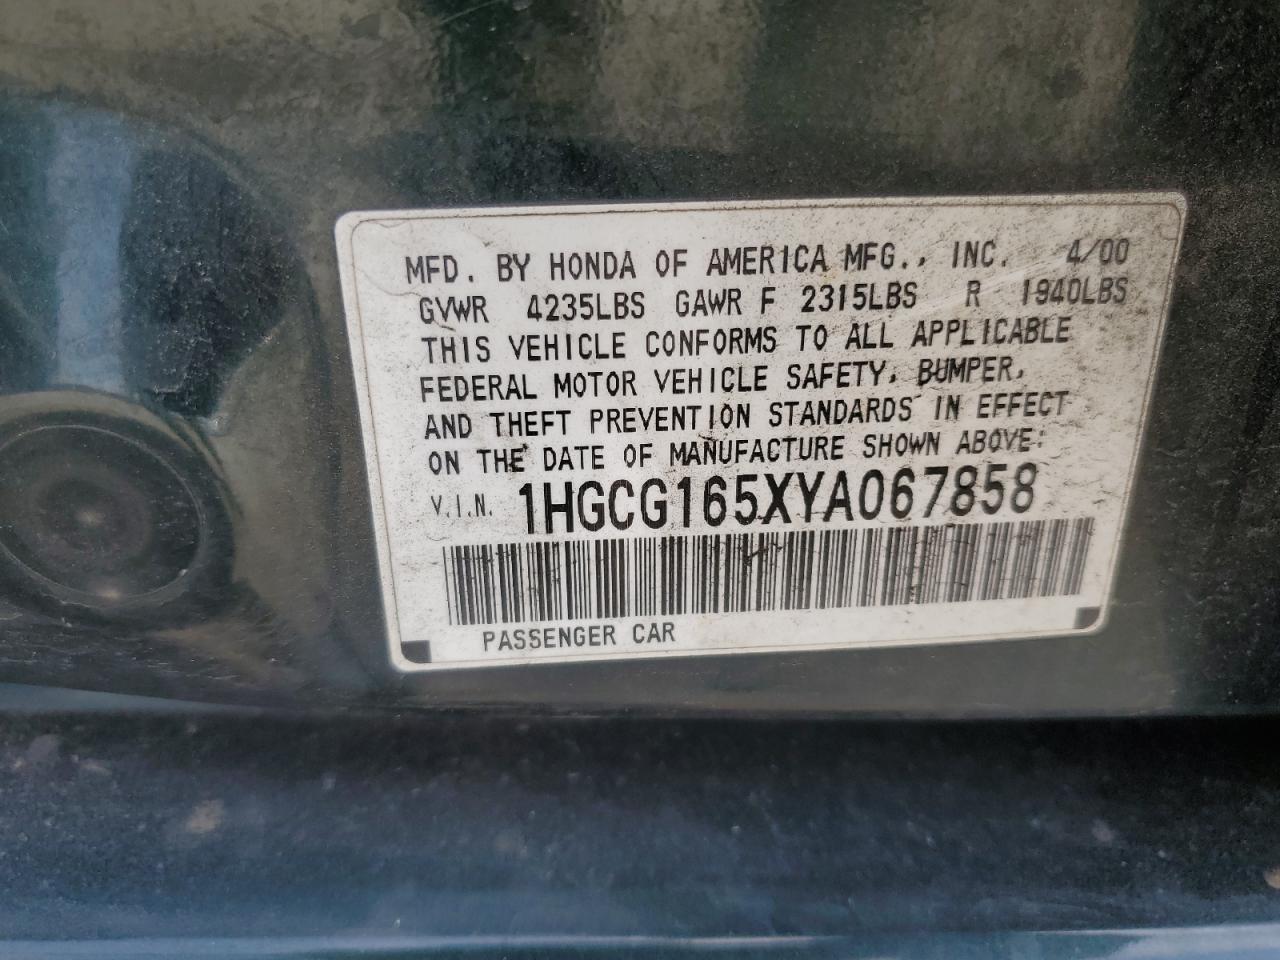 MFD. BY HONDA OF AMERICA MFG., INC. 4/00
GVWR 4235LBS GAWR F 2315LBS R 1940LBS
THIS VEHICLE CONFORMS TO ALL APPLICABLE
FEDERAL MOTOR VEHICLE SAFETY, BUMPER,
AND THEFT PREVENTION STANDARDS IN EFFECT
ON THE DATE OF MANUFACTURE SHOWN ABOVE:
V.I.N. 1HGCG165XYA067858
PASSENGER CAR